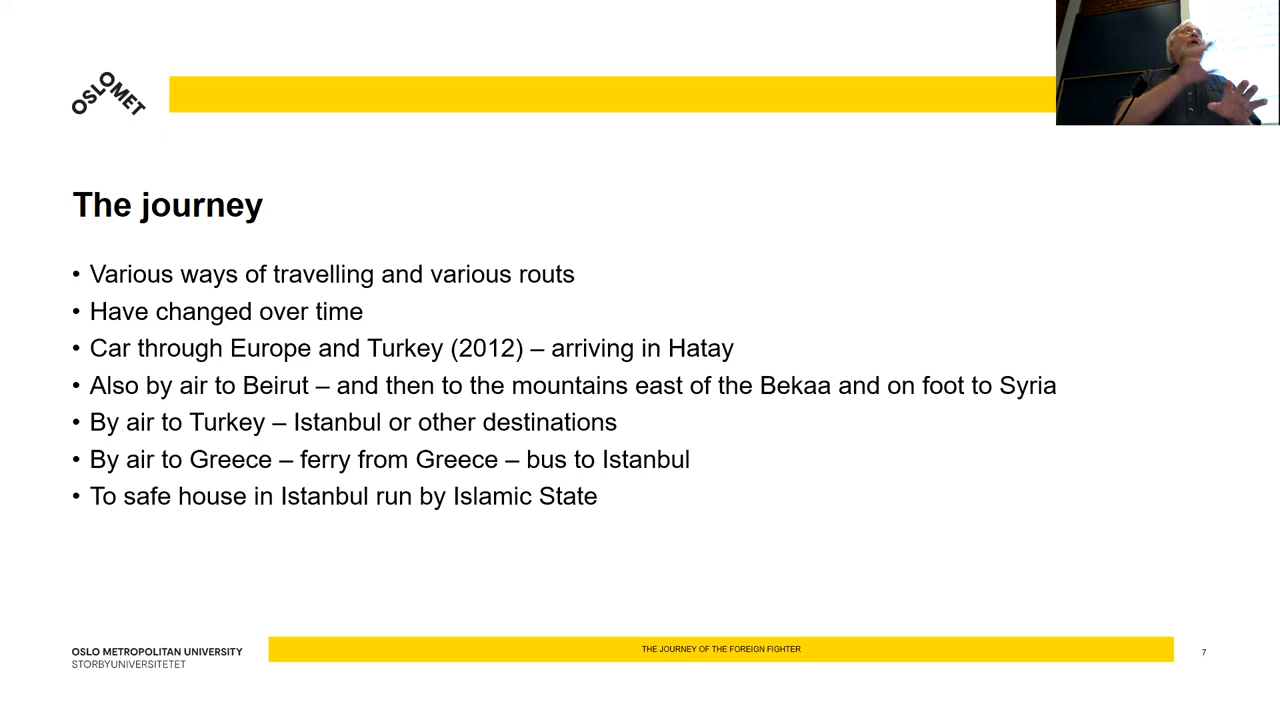 OSLOMET
The journey
• Various ways of travelling and various routs
• Have changed over time
• Car through Europe and Turkey (2012) – arriving in Hatay
• Also by air to Beirut – and then to the mountains east of the Bekaa and on foot to Syria
• By air to Turkey – Istanbul or other destinations
• By air to Greece – ferry from Greece – bus to Istanbul
• To safe house in Istanbul run by Islamic State
OSLO METROPOLITAN UNIVERSITY
STORBYUNIVERSITETET
THE JOURNEY OF THE FOREIGN FIGHTER
7